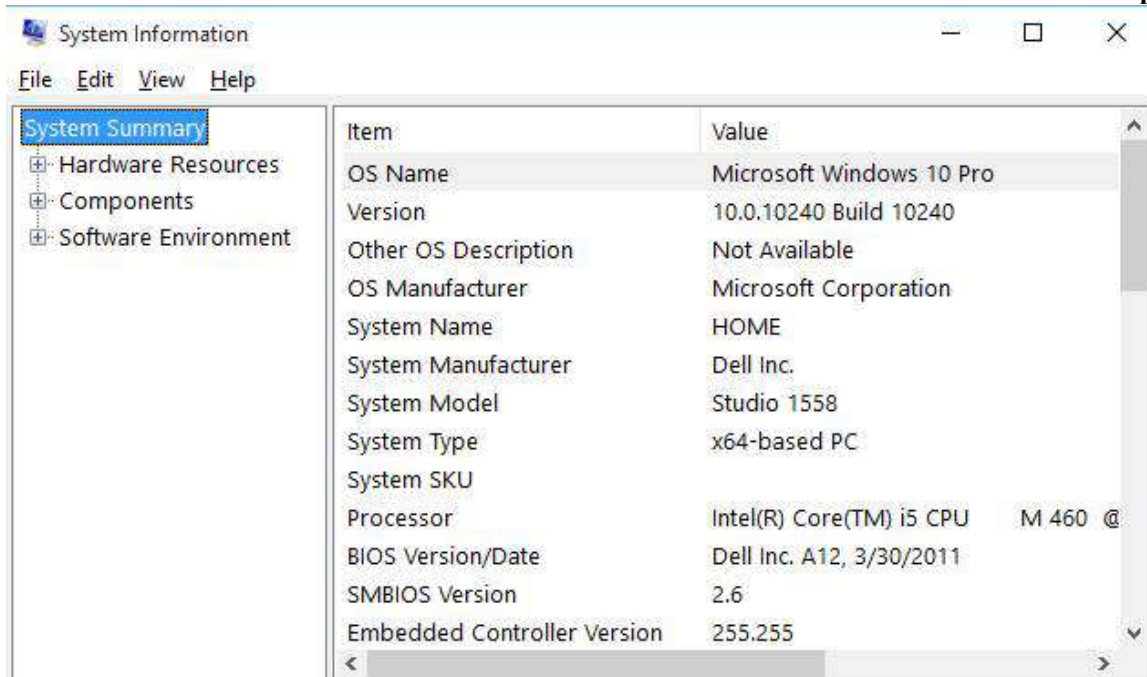 System Information
File Edit View Help
System Summary
Hardware Resources
Components
Software Environment
Item Value
OS Name Microsoft Windows 10 Pro
Version 10.0.10240 Build 10240
Other OS Description Not Available
OS Manufacturer Microsoft Corporation
System Name HOME
System Manufacturer Dell Inc.
System Model Studio 1558
System Type x64-based PC
System SKU
Processor Intel(R) Core(TM) i5 CPU M 460 @
BIOS Version/Date Dell Inc. A12, 3/30/2011
SMBIOS Version 2.6
Embedded Controller Version 255.255